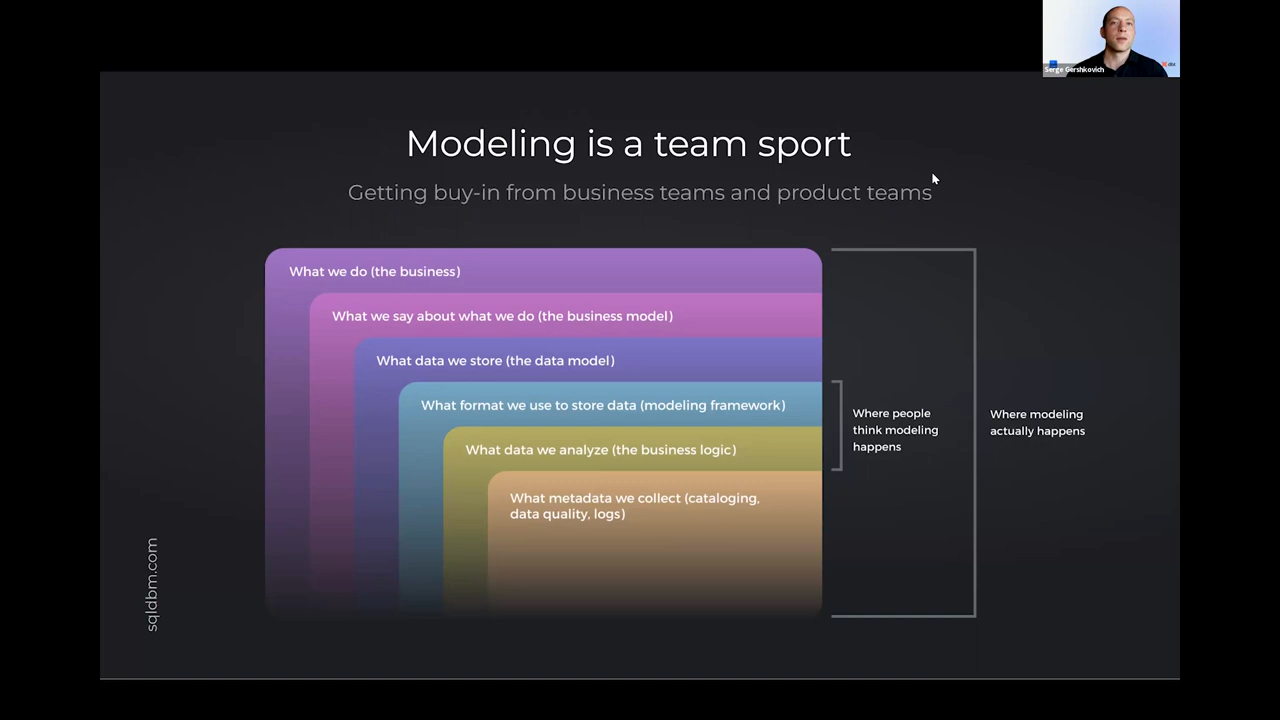 Serge Gershkovich
dbt
Modeling is a team sport
Getting buy-in from business teams and product teams
What we do (the business)
What we say about what we do (the business model)
What data we store (the data model)
What format we use to store data (modeling framework)
What data we analyze (the business logic)
What metadata we collect (cataloging,
data quality, logs)
Where people
think modeling
happens
Where modeling
actually happens
sqldbm.com